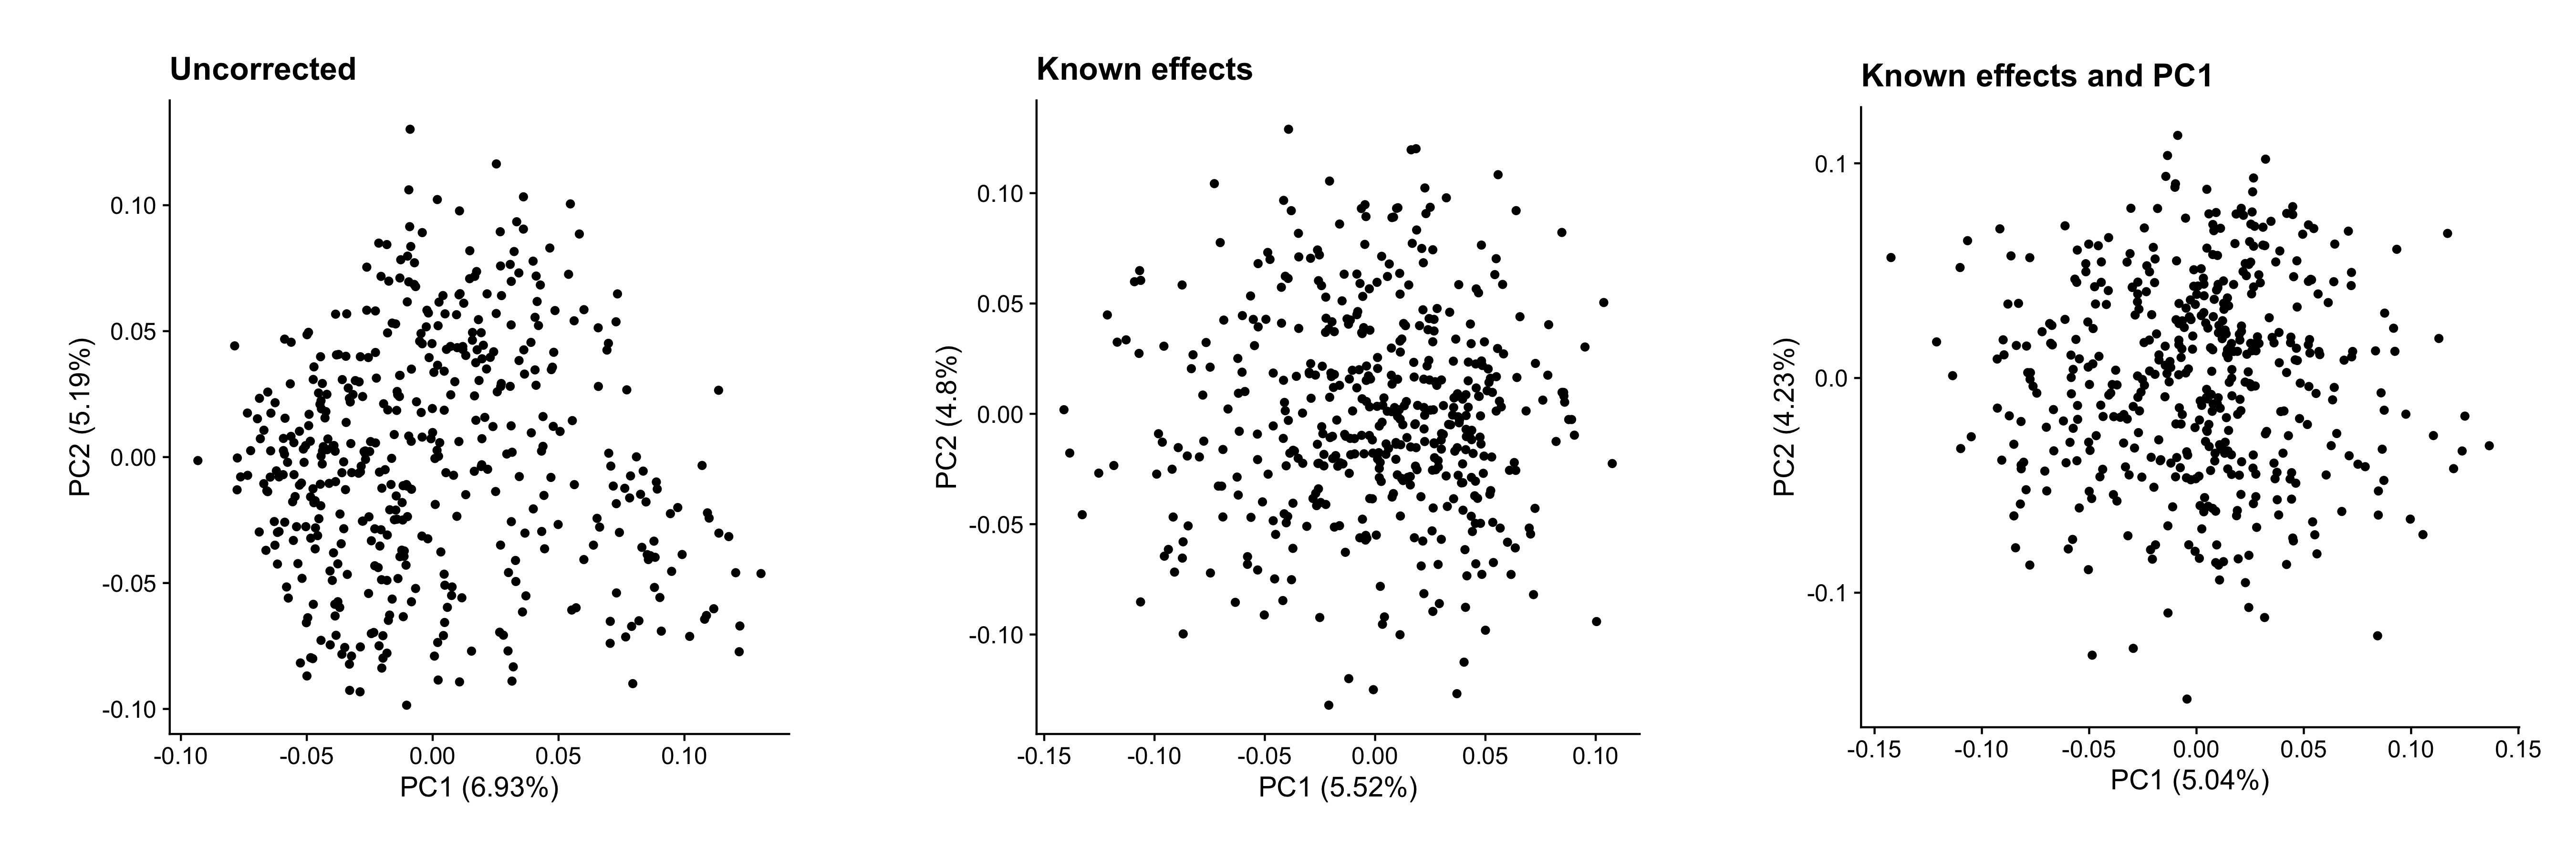 Uncorrected
0.10
0.05
0.00
-0.05
-0.10
PC2 (5.19%)
-0.10 -0.05 0.00 0.05 0.10
PC1 (6.93%)
Known effects
0.10
0.05
0.00
-0.05
-0.10
PC2 (4.8%)
-0.15 -0.10 -0.05 0.00 0.05 0.10
PC1 (5.52%)
Known effects and PC1
0.1
0.0
-0.1
PC2 (4.23%)
-0.15 -0.10 -0.05 0.00 0.05 0.10 0.15
PC1 (5.04%)